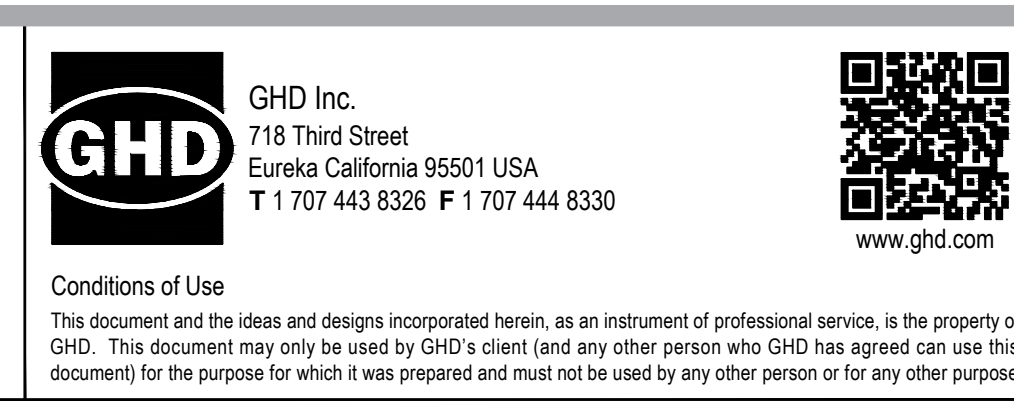 GHD
GHD Inc.
718 Third Street
Eureka California 95501 USA
T 1 707 443 8326 F 1 707 444 8330
www.ghd.com
Conditions of Use
This document and the ideas and designs incorporated herein, as an instrument of professional service, is the property o
GHD. This document may only be used by GHD's client (and any other person who GHD has agreed can use this
document) for the purpose for which it was prepared and must not be used by any other person or for any other purpose